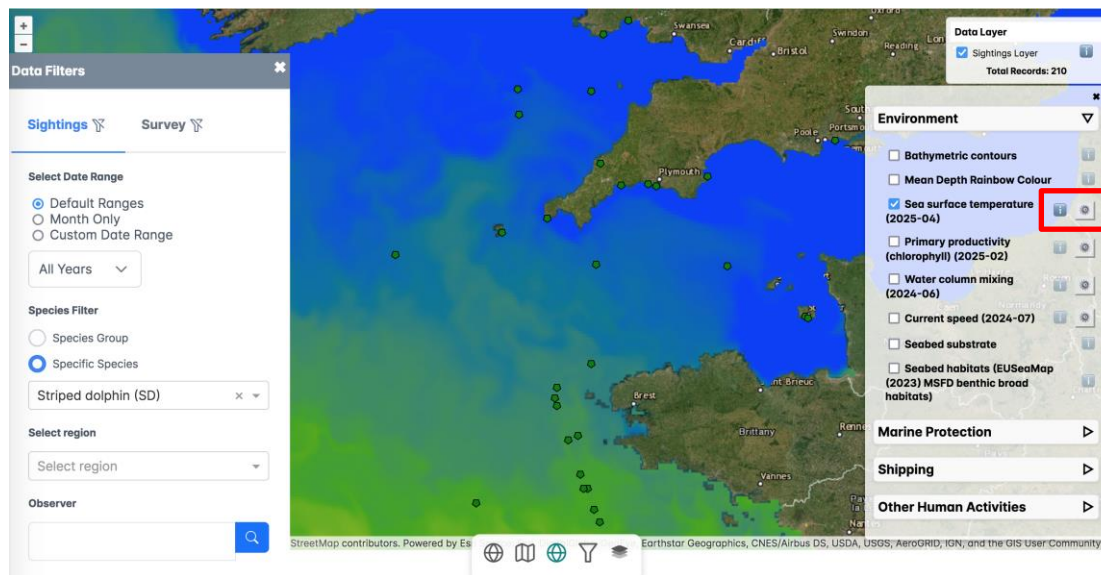 +
−
Data Filters
Sightings
Survey
Select Date Range
Default Ranges
Month Only
Custom Date Range
All Years
Species Filter
Species Group
Specific Species
Striped dolphin (SD)
Select region
Select region
Observer
Swansea
Cardiff
Bristol
Swindon
Oxford
Reading
Lon
Sout
Poole
Portsmo
Plymouth
Brest
nt-Brieuc
Brittany
Renne
Vannes
Normandy
Data Layer
Sightings Layer
Total Records: 210
Environment
Bathymetric contours
Mean Depth Rainbow Colour
Sea surface temperature
(2025-04)
Primary productivity
(chlorophyll) (2025-02)
Water column mixing
(2024-06)
Current speed (2024-07)
Seabed substrate
Seabed habitats (EUSeaMap
(2023) MSFD benthic broad
habitats)
Marine Protection
Shipping
Other Human Activities
StreetMap contributors. Powered by Es
Earthstar Geographics, CNES/Airbus DS, USDA, USGS, AeroGRID, IGN, and the GIS User Community